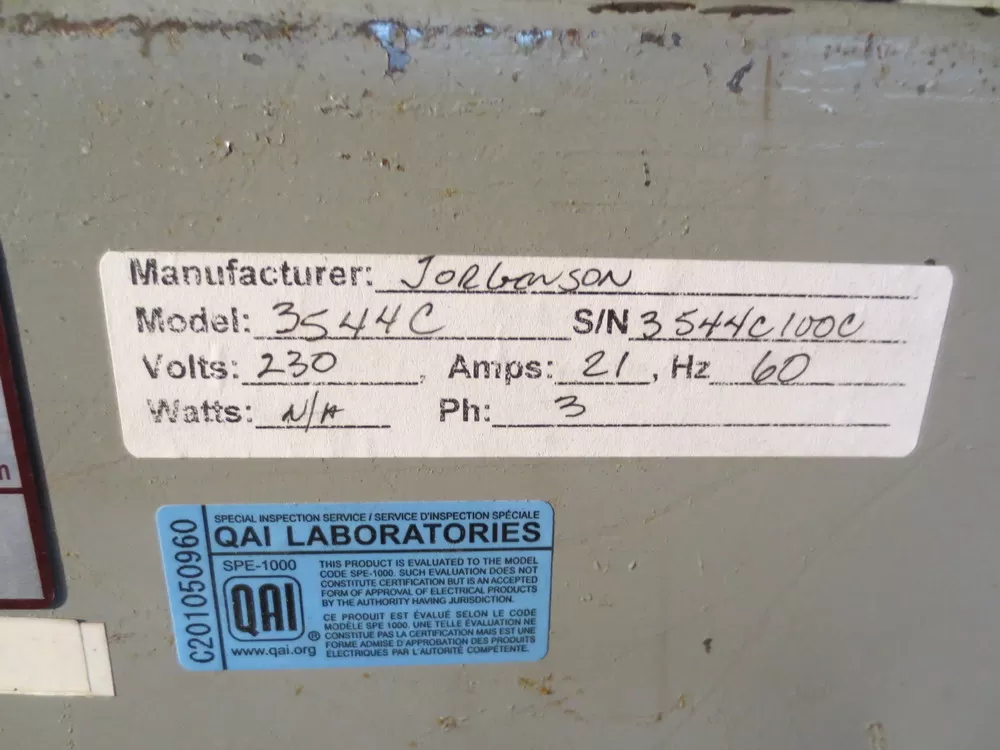 Manufacturer: JORGENSON
Model: 3544C S/N 3544C100C
Volts: 230, Amps: 21, Hz 60
Watts: N/A Ph: 3
C201050960
SPECIAL INSPECTION SERVICE / SERVICE D'INSPECTION SPÉCIALE
QAI LABORATORIES
SPE-1000
QAI®
www.qai.org
THIS PRODUCT IS EVALUATED TO THE MODEL
CODE SPE-1000. SUCH EVALUATION DOES NOT
CONSTITUTE CERTIFICATION BUT IS AN ACCEPTED
FORM OF APPROVAL OF ELECTRICAL PRODUCTS
BY THE AUTHORITY HAVING JURISDICTION.
CE PRODUIT EST ÉVALUÉ SELON LE CODE
MODÈLE SPE 1000. UNE TELLE ÉVALUATION NE
CONSTITUE PAS LA CERTIFICATION MAIS EST UNE
FORME ADMISE D'APPROBATION DES PRODUITS
ÉLECTRIQUES PAR L'AUTORITÉ COMPÉTENTE.